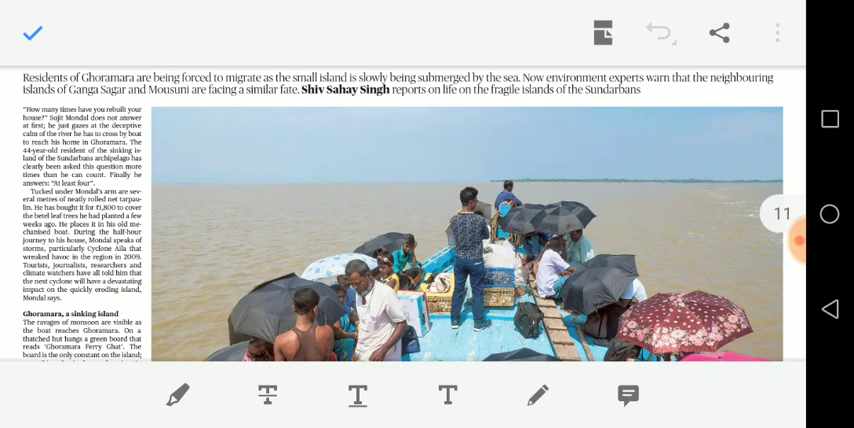 Residents of Ghoramara are being forced to migrate as the small island is slowly being submerged by the sea. Now environment experts warn that the neighbouring
islands of Ganga Sagar and Mousuni are facing a similar fate. Shiv Sahay Singh reports on life on the fragile islands of the Sundarbans
“How many times have you rebuilt your
house?” Sujit Mondal does not answer
at first; he just gazes at the deceptive
calm of the river he has to cross by boat
to reach his home in Ghoramara. The
44-year-old resident of the sinking is-
land of the Sundarbans archipelago has
clearly been asked this question more
times than he can count. Finally he
answers: “At least four”.
Tucked under Mondal’s arm are sev-
eral metres of neatly rolled net tarpau-
lin. He has bought it for ₹1,800 to cover
the betel leaf trees he had planted a few
weeks ago. He places it in his old me-
chanised boat. During the half-hour
journey to his house, Mondal speaks of
storms, particularly Cyclone Aila that
wreaked havoc in the region in 2009.
Tourists, journalists, researchers and
climate watchers have all told him that
the next cyclone will have a devastating
impact on the quickly eroding island,
Mondal says.
Ghoramara, a sinking island
The ravages of monsoon are visible as
the boat reaches Ghoramara. On a
thatched hut hangs a green board that
reads ‘Ghoramara Ferry Ghat’. The
board is the only constant on the island;
11
T
T
T